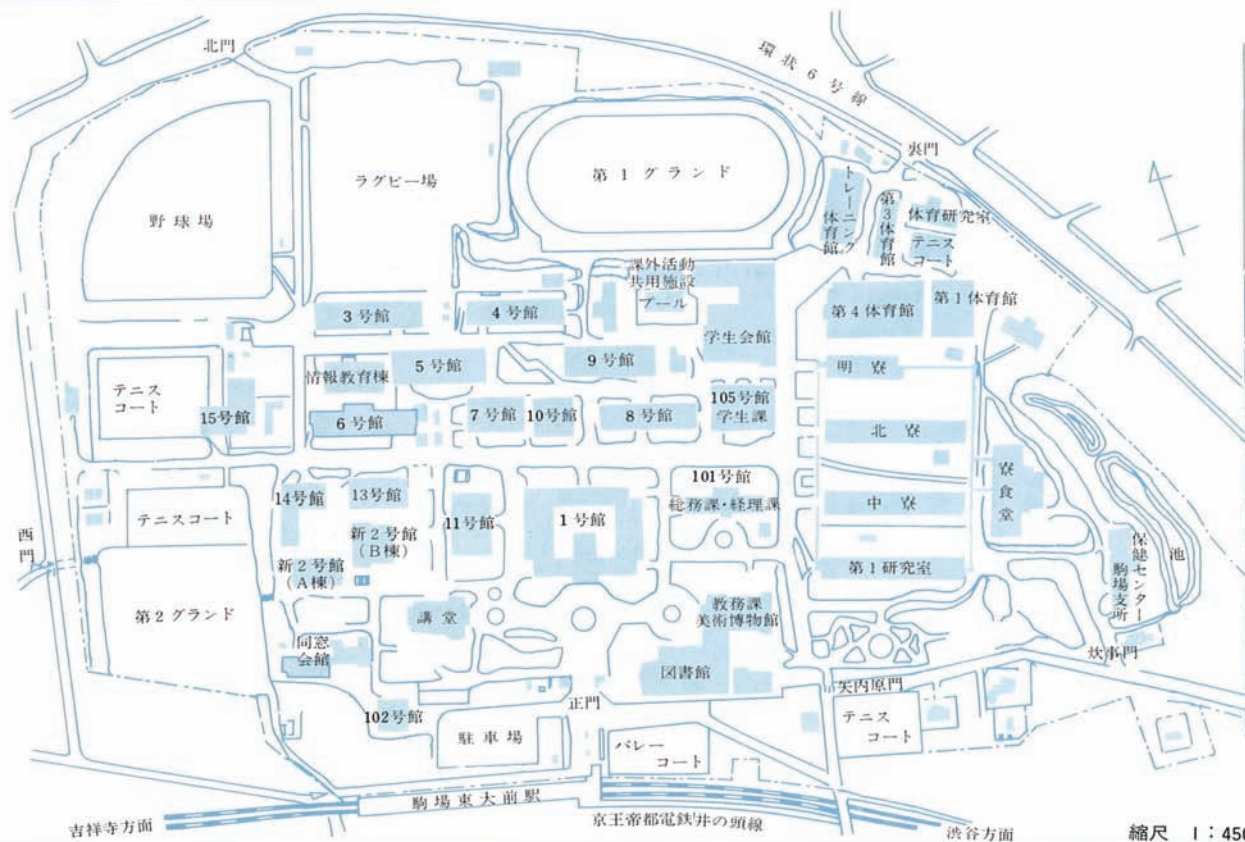 北門
環状6号線
裏門
野球場
ラグビー場
第1グランド
トレーニング
体育館
第3体育館
体育研究室
テニス
コート
課外活動
共用施設
プール
3号館
4号館
学生会館
第4体育館
第1体育館
テニス
コート
15号館
情報教育棟
5号館
9号館
明寮
6号館
7号館
10号館
8号館
105号館
学生課
北寮
寮食堂
14号館
13号館
11号館
1号館
101号館
総務課・経理課
中寮
テニスコート
新2号館
(B棟)
西門
新2号館
(A棟)
第1研究室
保健センター
駒場支所
池
第2グランド
講堂
教務課
美術博物館
同窓
会館
図書館
炊事門
矢内原門
102号館
正門
駐車場
バレー
コート
テニス
コート
駒場東大前駅
吉祥寺方面
京王帝都電鉄井の頭線
渋谷方面
縮尺 1:450